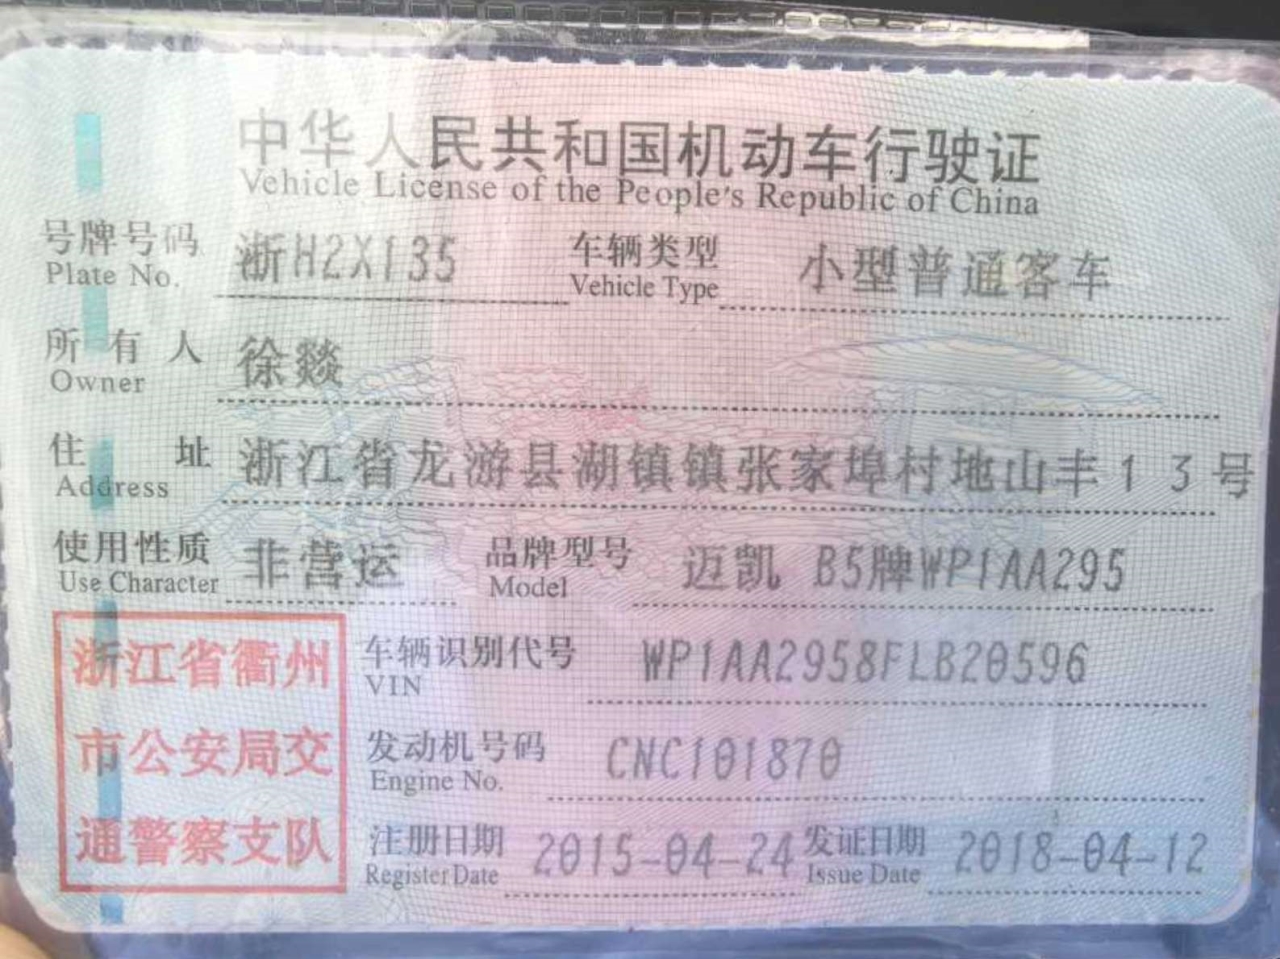 中华人民共和国机动车行驶证
Vehicle License of the People's Republic of China
号牌号码 浙H2X135 车辆类型 小型普通客车
Plate No. Vehicle Type
所有人 徐燚
Owner
住址 浙江省龙游县湖镇镇张家埠村地山丰13号
Address
使用性质 非营运 品牌型号 迈凯 B5牌WP1AA295
Use Character Model
浙江省衢州
市公安局交
通警察支队
车辆识别代号 WP1AA2958FLB20596
VIN
发动机号码 CNC101870
Engine No.
注册日期 2015-04-24 发证日期 2018-04-12
Register Date Issue Date